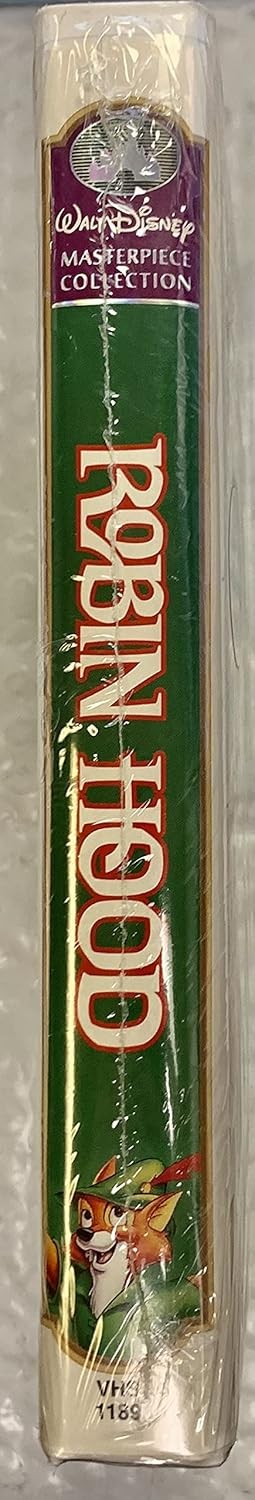 WALT DISNEY
MASTERPIECE
COLLECTION
ROBIN HOOD
VHS
1189